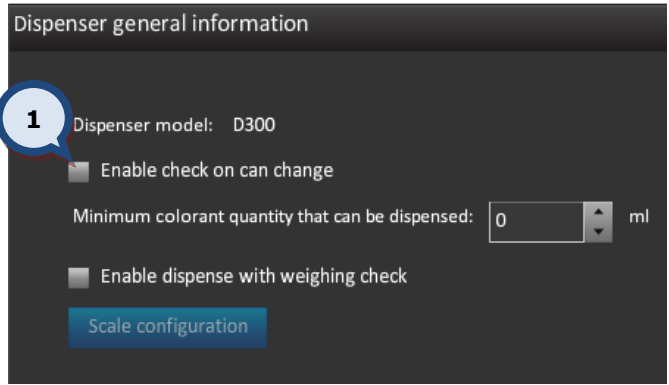 Dispenser general information
1
Dispenser model: D300
Enable check on can change
Minimum colorant quantity that can be dispensed: 0 ml
Enable dispense with weighing check
Scale configuration